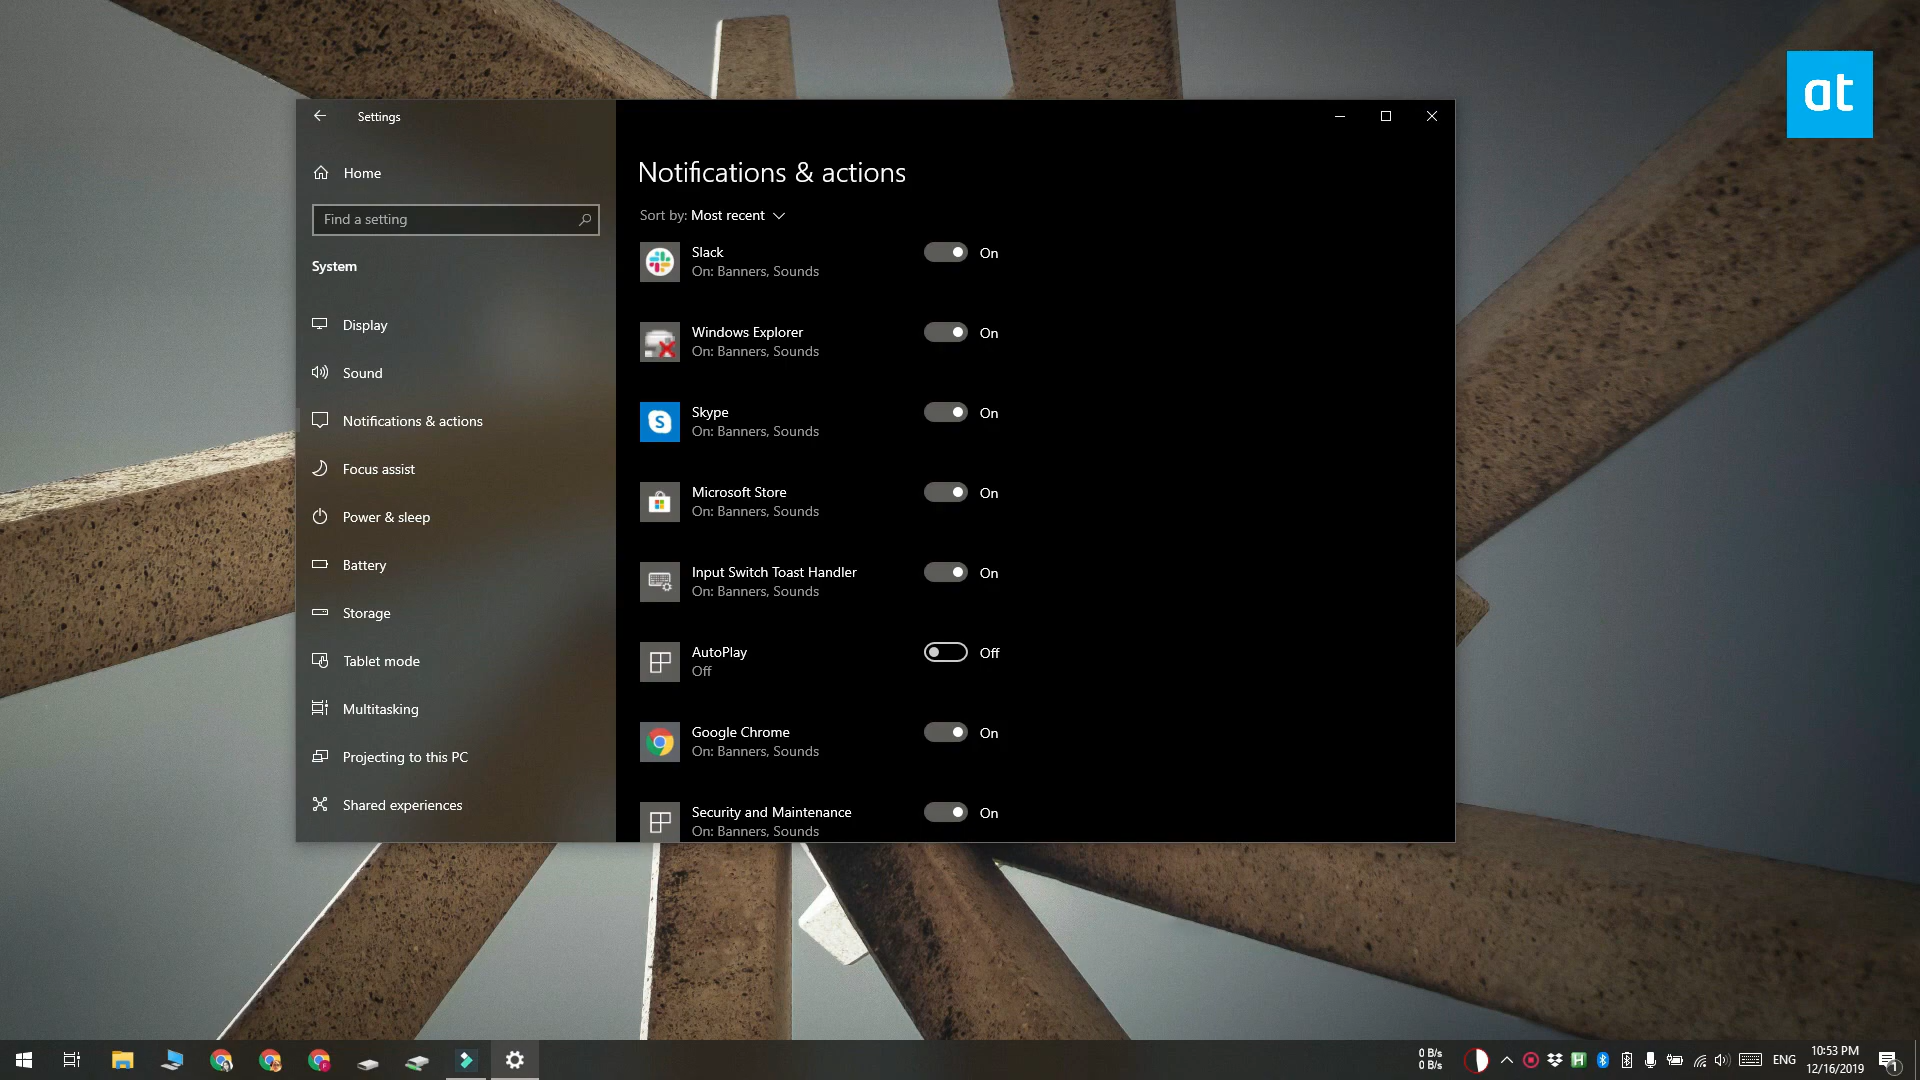 at
Settings
Home
Find a setting
System
Display
Sound
Notifications & actions
Focus assist
Power & sleep
Battery
Storage
Tablet mode
Multitasking
Projecting to this PC
Shared experiences
Notifications & actions
Sort by: Most recent
Slack
On: Banners, Sounds
On
Windows Explorer
On: Banners, Sounds
On
Skype
On: Banners, Sounds
On
Microsoft Store
On: Banners, Sounds
On
Input Switch Toast Handler
On: Banners, Sounds
On
AutoPlay
Off
Off
Google Chrome
On: Banners, Sounds
On
Security and Maintenance
On: Banners, Sounds
On
0 B/s
0 B/s
ENG
10:53 PM
12/16/2019
1